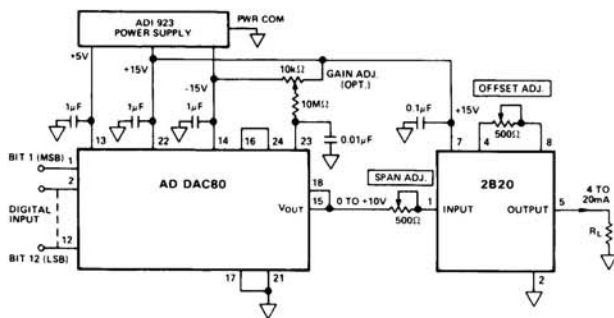 ADI 923
POWER SUPPLY
PWR COM
+5V
+15V
-15V
10kΩ
GAIN ADJ.
(OPT.)
10MΩ
1µF
1µF
1µF
0.01µF
0.1µF
+15V
OFFSET ADJ.
500Ω
13
22
14
16
24
23
7
4
8
BIT 1 (MSB)
1
2
DIGITAL
INPUT
12
BIT 12 (LSB)
AD DAC80
18
15
VOUT
0 TO +10V
SPAN ADJ.
500Ω
17
21
2B20
1
INPUT
OUTPUT
5
4 TO
20mA
RL
2